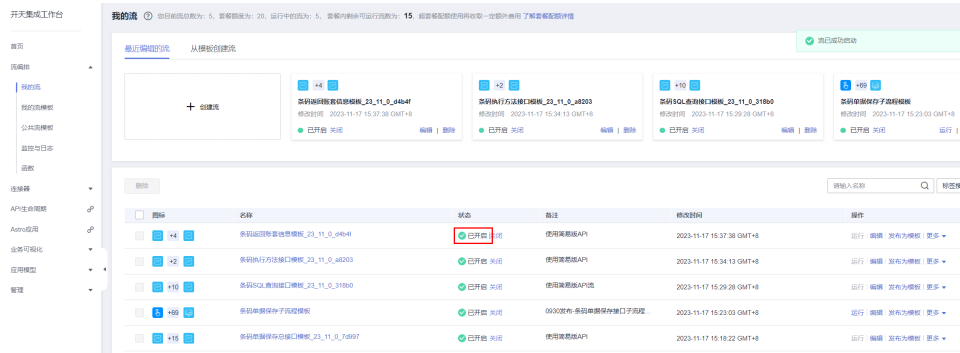 开天集成工作台
首页
流编排
我的流
我的流模板
公共流模板
监控与日志
函数
连接器
API生命周期
Astro应用
业务可视化
应用模型
管理
我的流 ? 您目前流总数为：5，套餐额度为：20，运行中的流为：5，套餐内剩余可运行流数为：15，超套餐配额使用将收取一定额外费用 了解套餐配额详情
流已成功启动
最近编辑的流 从模板创建流
+ 创建流
+4
条码返回账套信息模板_23_11_0_d4b4f
修改时间 2023-11-17 15:37:38 GMT+8
已开启 关闭 编辑 | 删除
+2
条码执行方法接口模板_23_11_0_a8203
修改时间 2023-11-17 15:34:13 GMT+8
已开启 关闭 编辑 | 删除
+10
条码SQL查询接口模板_23_11_0_318b0
修改时间 2023-11-17 15:29:28 GMT+8
已开启 关闭 编辑 | 删除
+69
条码单据保存子流程模板
修改时间 2023-11-17 15:23:03 GMT+8
已开启 关闭 运行 |
删除 请输入名称 标签搜
图标 名称 状态 备注 修改时间 操作
+4 条码返回账套信息模板_23_11_0_d4b4f 已开启 关闭 使用简易版API 2023-11-17 15:37:38 GMT+8 运行 | 编辑 | 发布为模板 | 更多
+2 条码执行方法接口模板_23_11_0_a8203 已开启 关闭 使用简易版API 2023-11-17 15:34:13 GMT+8 运行 | 编辑 | 发布为模板 | 更多
+10 条码SQL查询接口模板_23_11_0_318b0 已开启 关闭 使用简易版API流 2023-11-17 15:29:28 GMT+8 运行 | 编辑 | 发布为模板 | 更多
+69 条码单据保存子流程模板 已开启 关闭 0930发布-条码单据保存接口子流程... 2023-11-17 15:23:03 GMT+8 运行 | 编辑 | 发布为模板 | 更多
+15 条码单据保存总接口模板_23_11_0_7d997 已开启 关闭 使用简易版API 2023-11-17 15:18:22 GMT+8 运行 | 编辑 | 发布为模板 | 更多